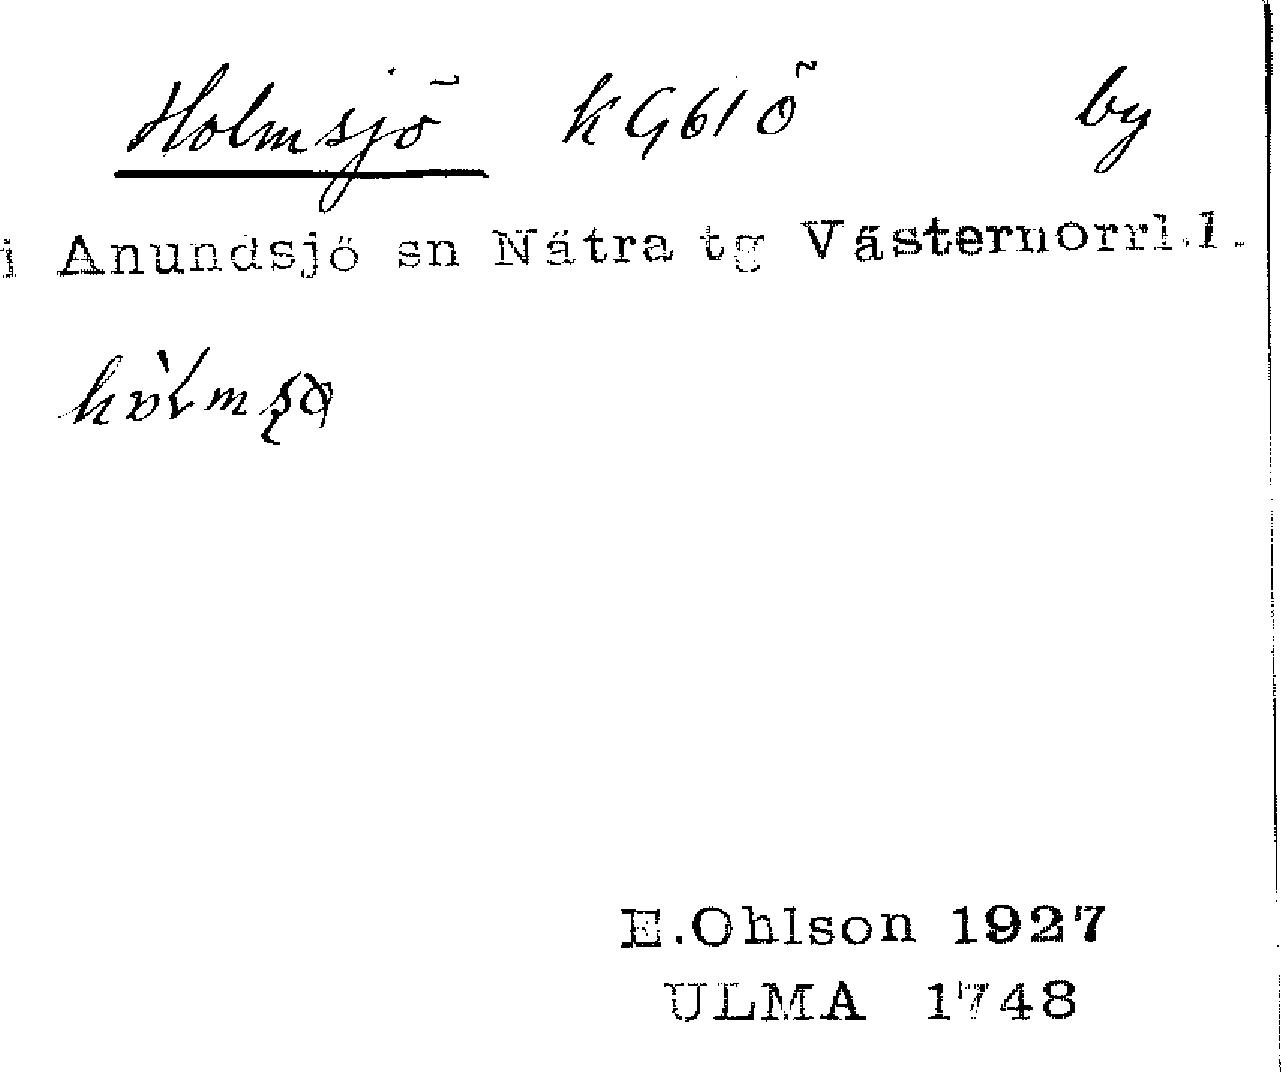 Holmsjö kG61Ö by
i Anundsjö sn Nätra tg Västernorrl.l.
E.Ohlson 1927
ULMA 1748